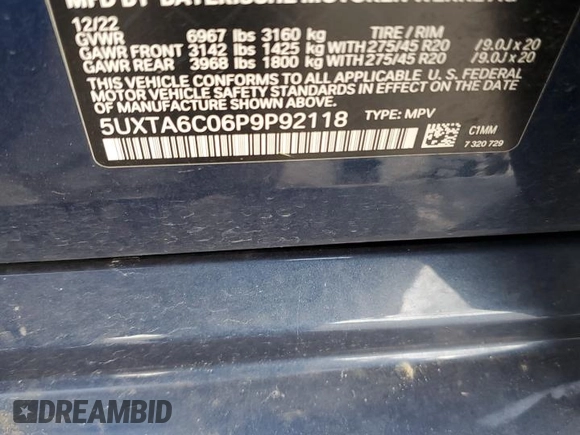 12/22
GVWR 6967 lbs 3160 kg TIRE / RIM
GAWR FRONT 3142 lbs 1425 kg WITH 275/45 R20 /9.0J x 20
GAWR REAR 3968 lbs 1800 kg WITH 275/45 R20 /9.0J x 20
THIS VEHICLE CONFORMS TO ALL APPLICABLE U. S. FEDERAL
MOTOR VEHICLE SAFETY STANDARDS IN EFFECT ON THE DATE
OF MANUFACTURE SHOWN ABOVE.
5UXTA6C06P9P92118 TYPE: MPV
C1MM
7 320 729
DREAMBID